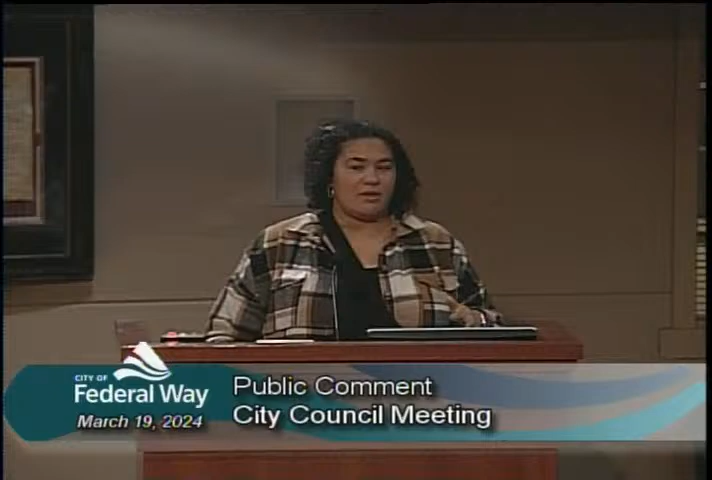 CITY OF
Federal Way
March 19, 2024
Public Comment
City Council Meeting